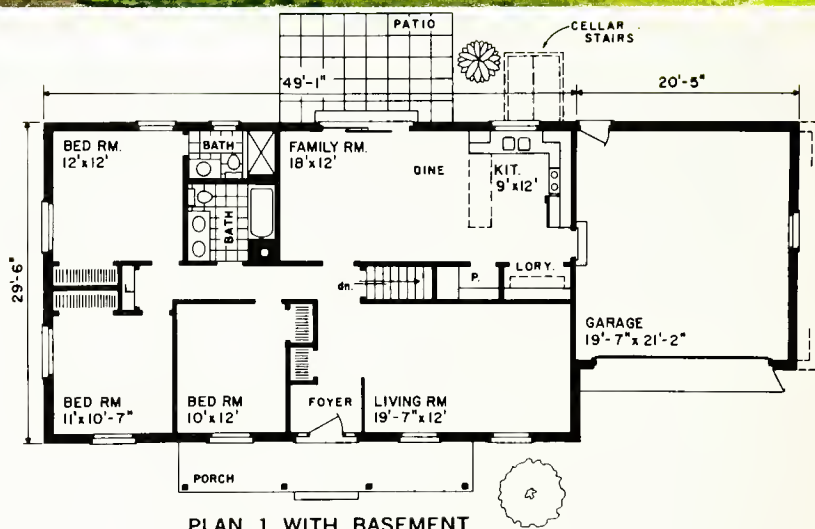 PATIO
CELLAR
STAIRS
49'-1"
20'-5"
BED RM.
12'x12'
BATH
FAMILY RM.
18'x12'
DINE
KIT.
9'x12'
BATH
29'-6"
L
dn.
P.
LDRY.
GARAGE
19'-7"x 21'-2"
BED RM
11'x10'-7"
BED RM
10'x12'
FOYER
LIVING RM
19'-7"x12'
PORCH
PLAN 1 WITH BASEMENT